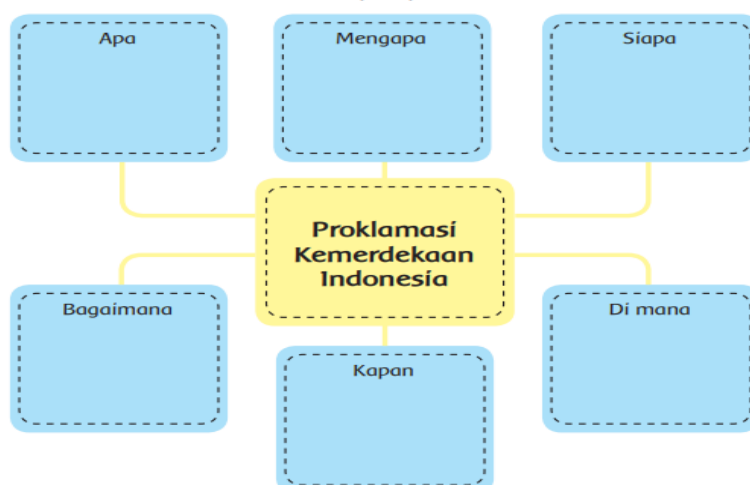 Apa
Mengapa
Siapa
Proklamasi
Kemerdekaan
Indonesia
Bagaimana
Kapan
Di mana